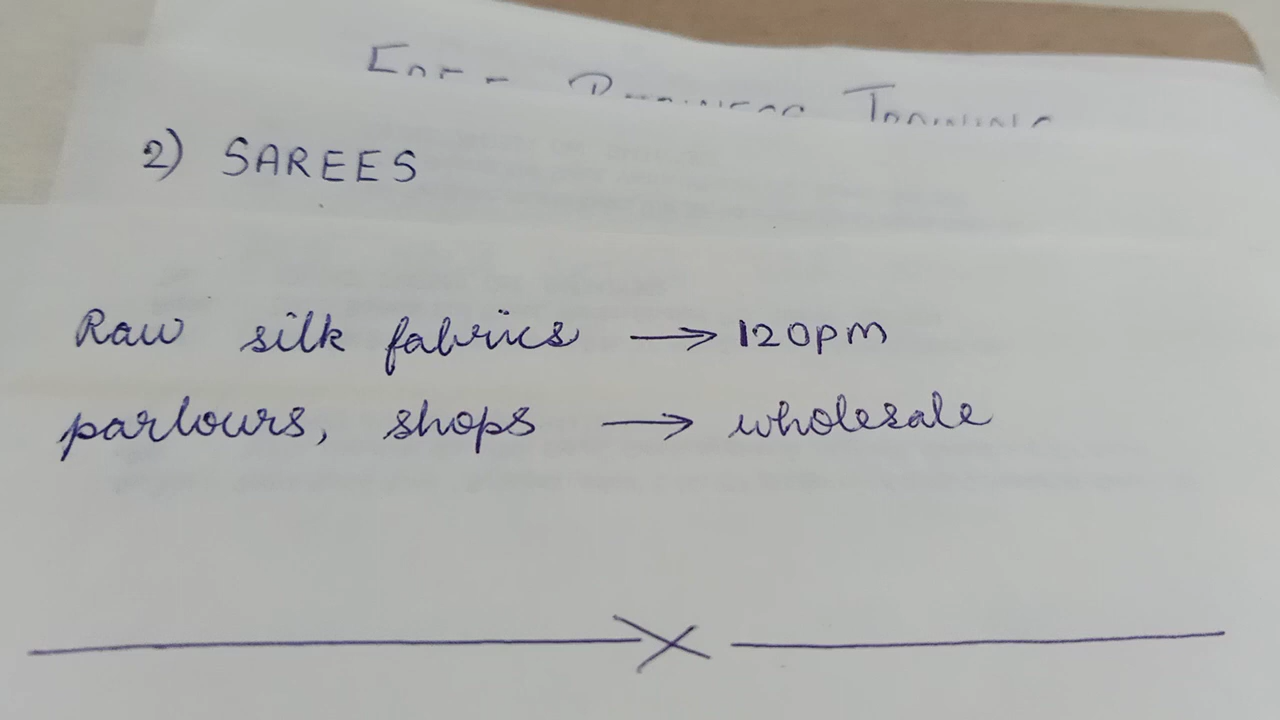 2) SAREES
Raw silk fabrics → 120pm
parlours, shops → wholesale